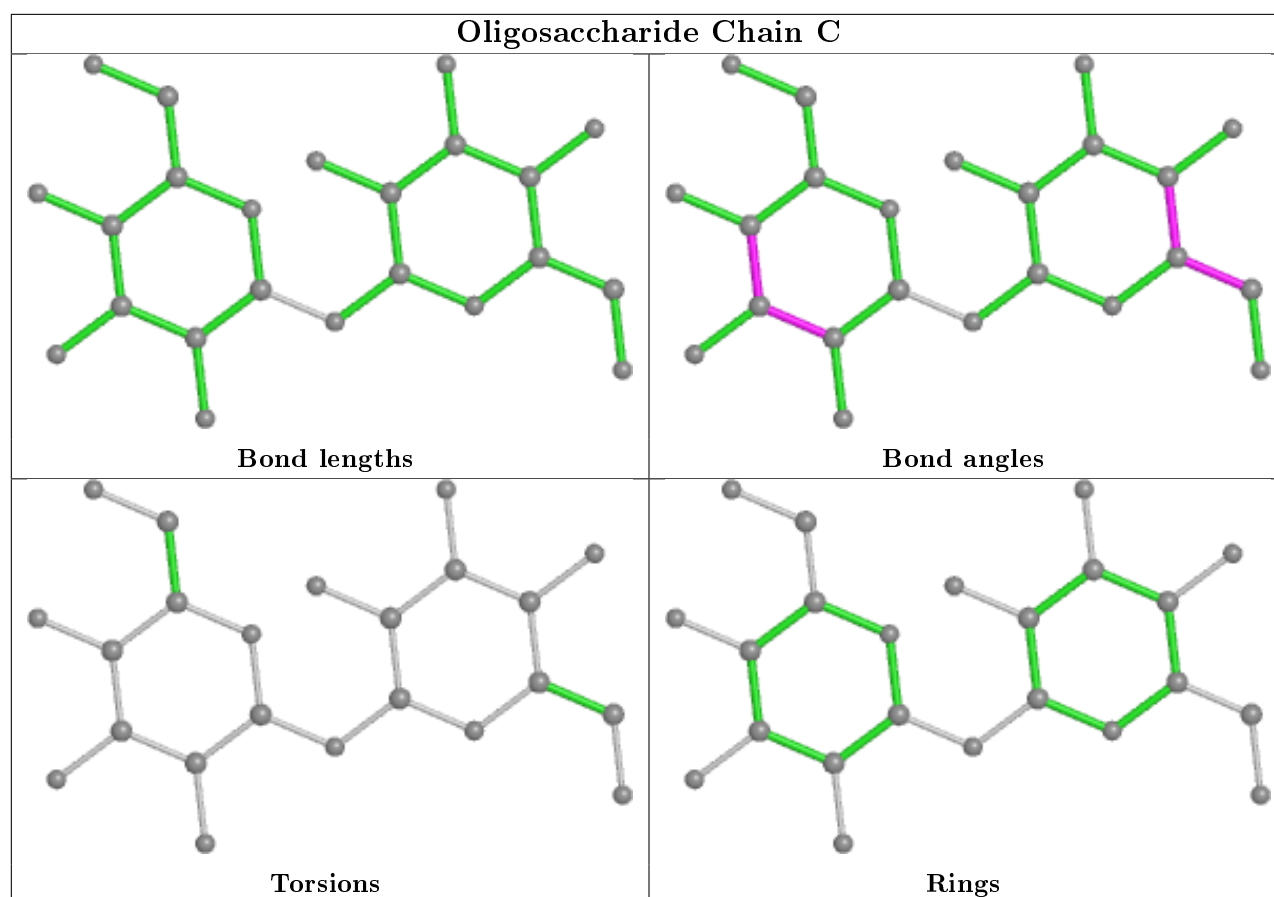 Oligosaccharide Chain C
Bond lengths
Bond angles
Torsions
Rings